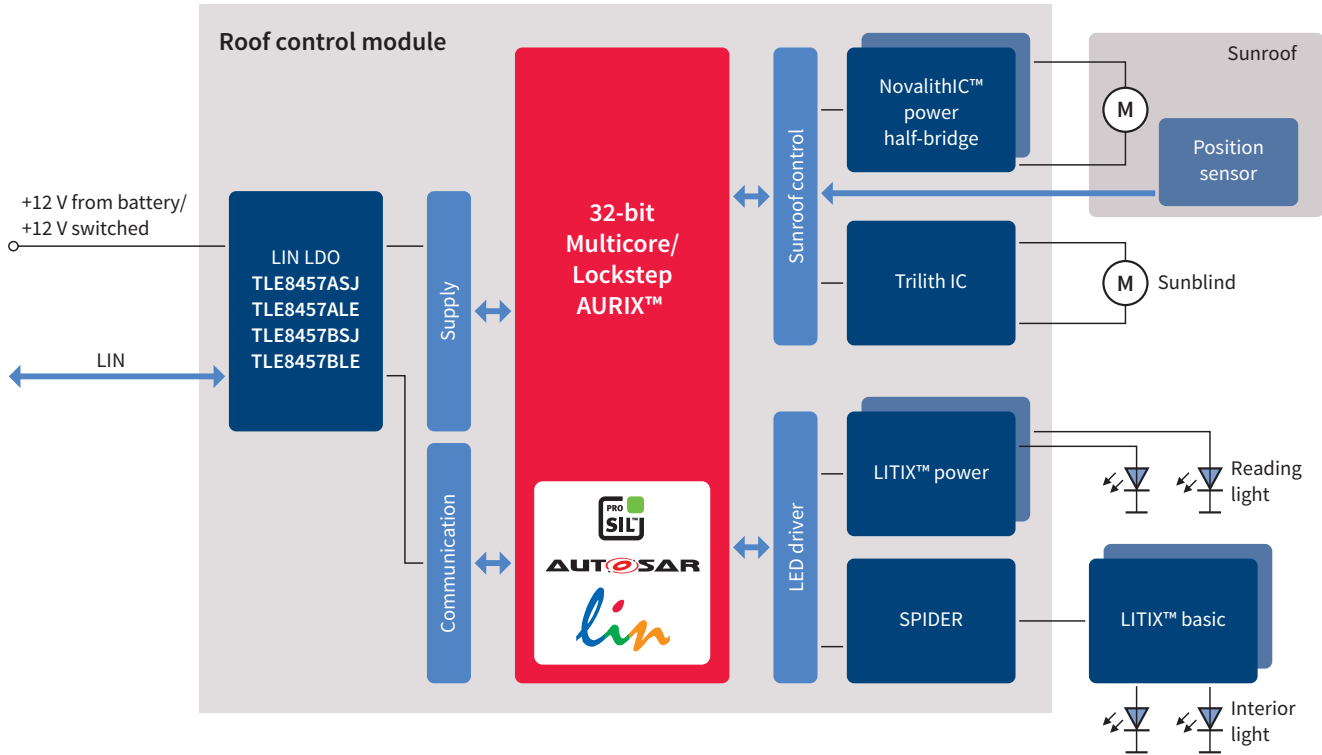 Roof control module
+12 V from battery/
+12 V switched
LIN
LIN LDO
TLE8457ASJ
TLE8457ALE
TLE8457BSJ
TLE8457BLE
Supply
Communication
32-bit
Multicore/
Lockstep
AURIX™
PRO
SIL™
AUTOSAR
lin
Sunroof control
LED driver
NovalithIC™
power
half-bridge
Trilith IC
LITIX™ power
SPIDER
Sunroof
M
Position
sensor
M
Sunblind
Reading
light
LITIX™ basic
Interior
light